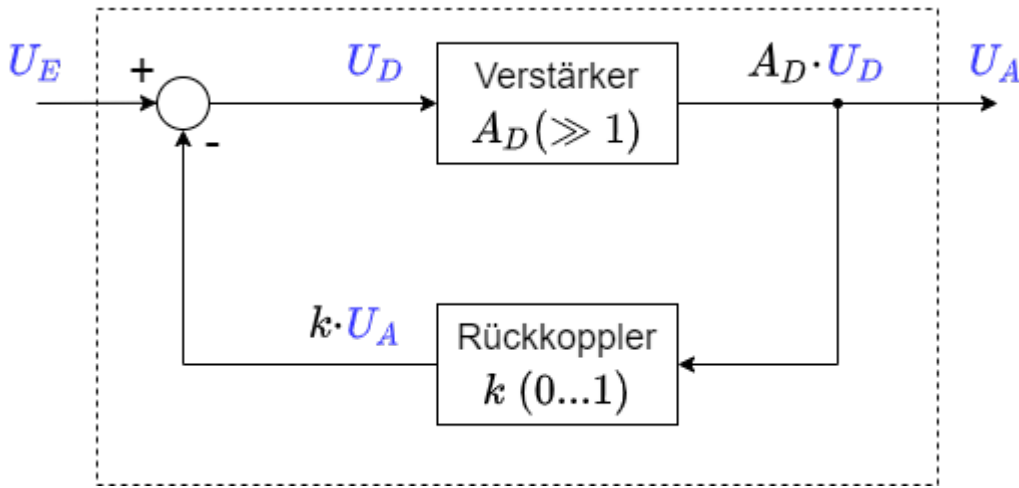 U_E
+
U_D
Verstärker
A_D(≫ 1)
A_D·U_D
U_A
-
k·U_A
Rückkoppler
k (0...1)